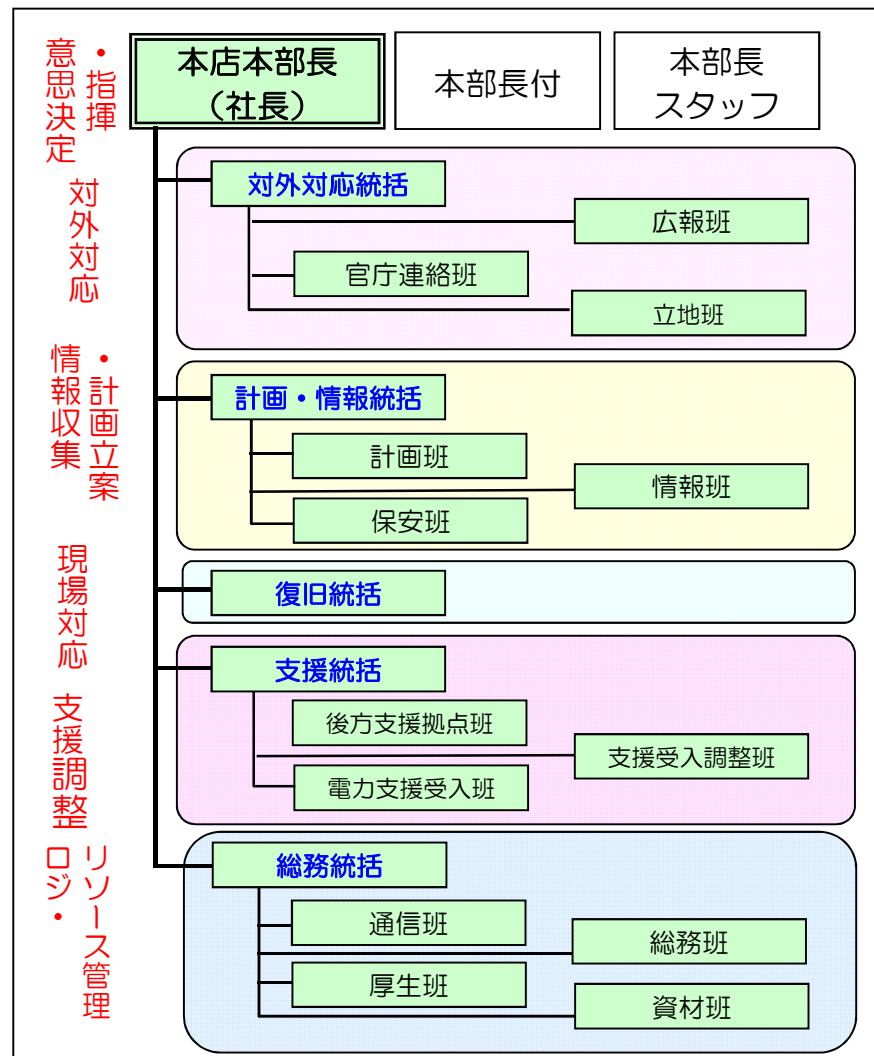 意思決定
・指揮
本店本部長
（社長）
本部長付
本部長
スタッフ
対外対応
対外対応統括
広報班
官庁連絡班
立地班
情報収集
・計画立案
計画・情報統括
計画班
情報班
保安班
現場対応
復旧統括
支援調整
支援統括
後方支援拠点班
支援受入調整班
電力支援受入班
ロジ・
リソース管理
総務統括
通信班
総務班
厚生班
資材班